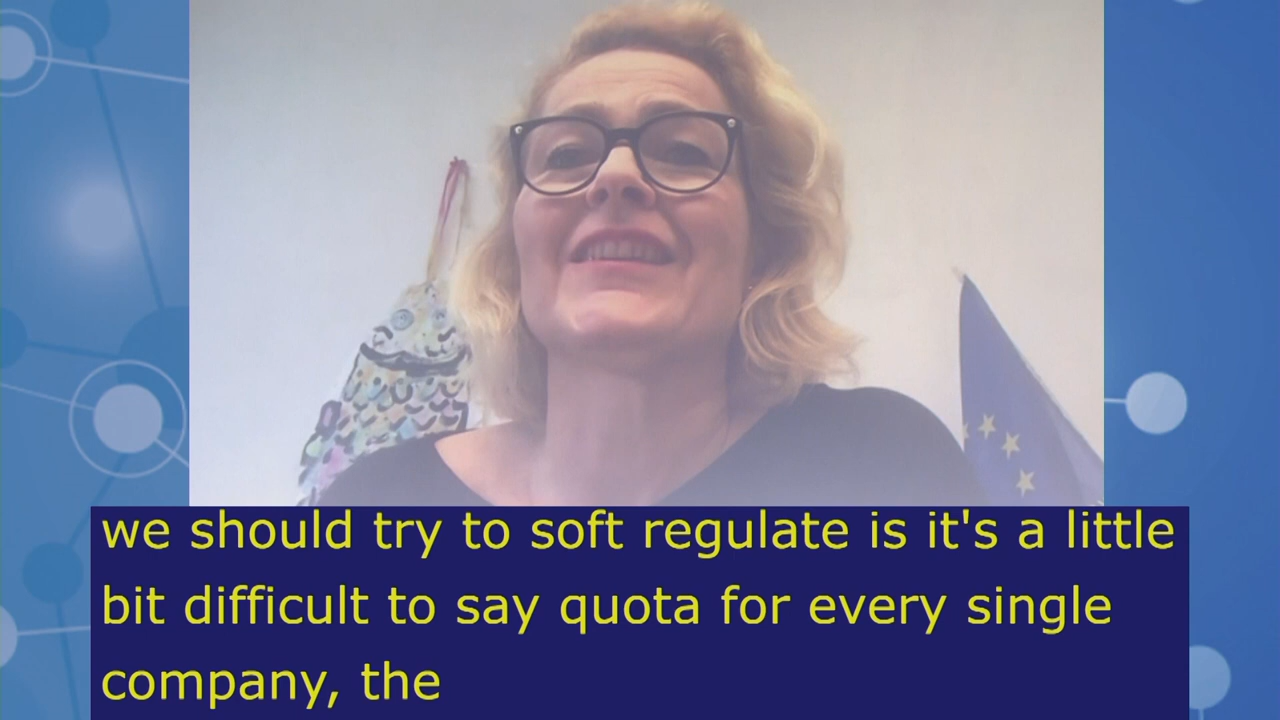 we should try to soft regulate is it's a little
bit difficult to say quota for every single
company, the